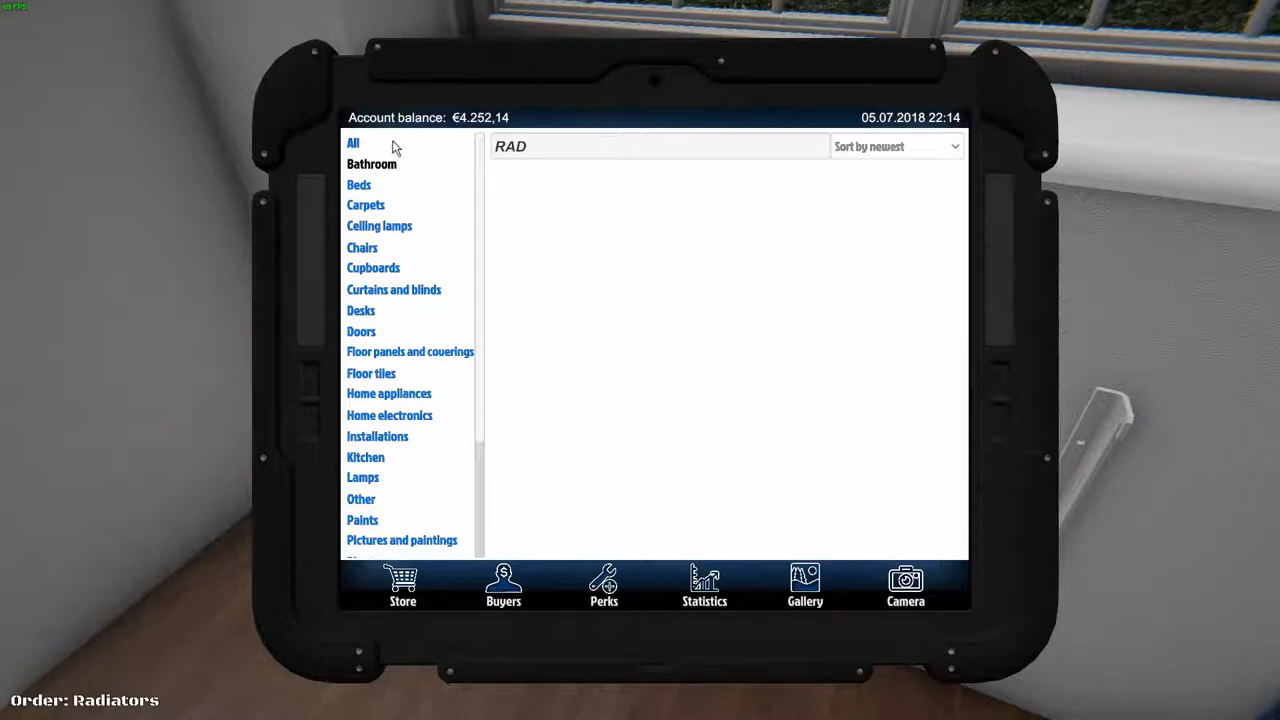 69 FPS
Account balance: €4.252,14
05.07.2018 22:14
All
Bathroom
Beds
Carpets
Ceiling lamps
Chairs
Cupboards
Curtains and blinds
Desks
Doors
Floor panels and coverings
Floor tiles
Home appliances
Home electronics
Installations
Kitchen
Lamps
Other
Paints
Pictures and paintings
RAD
Sort by newest
Store
Buyers
Perks
Statistics
Gallery
Camera
Order: Radiators